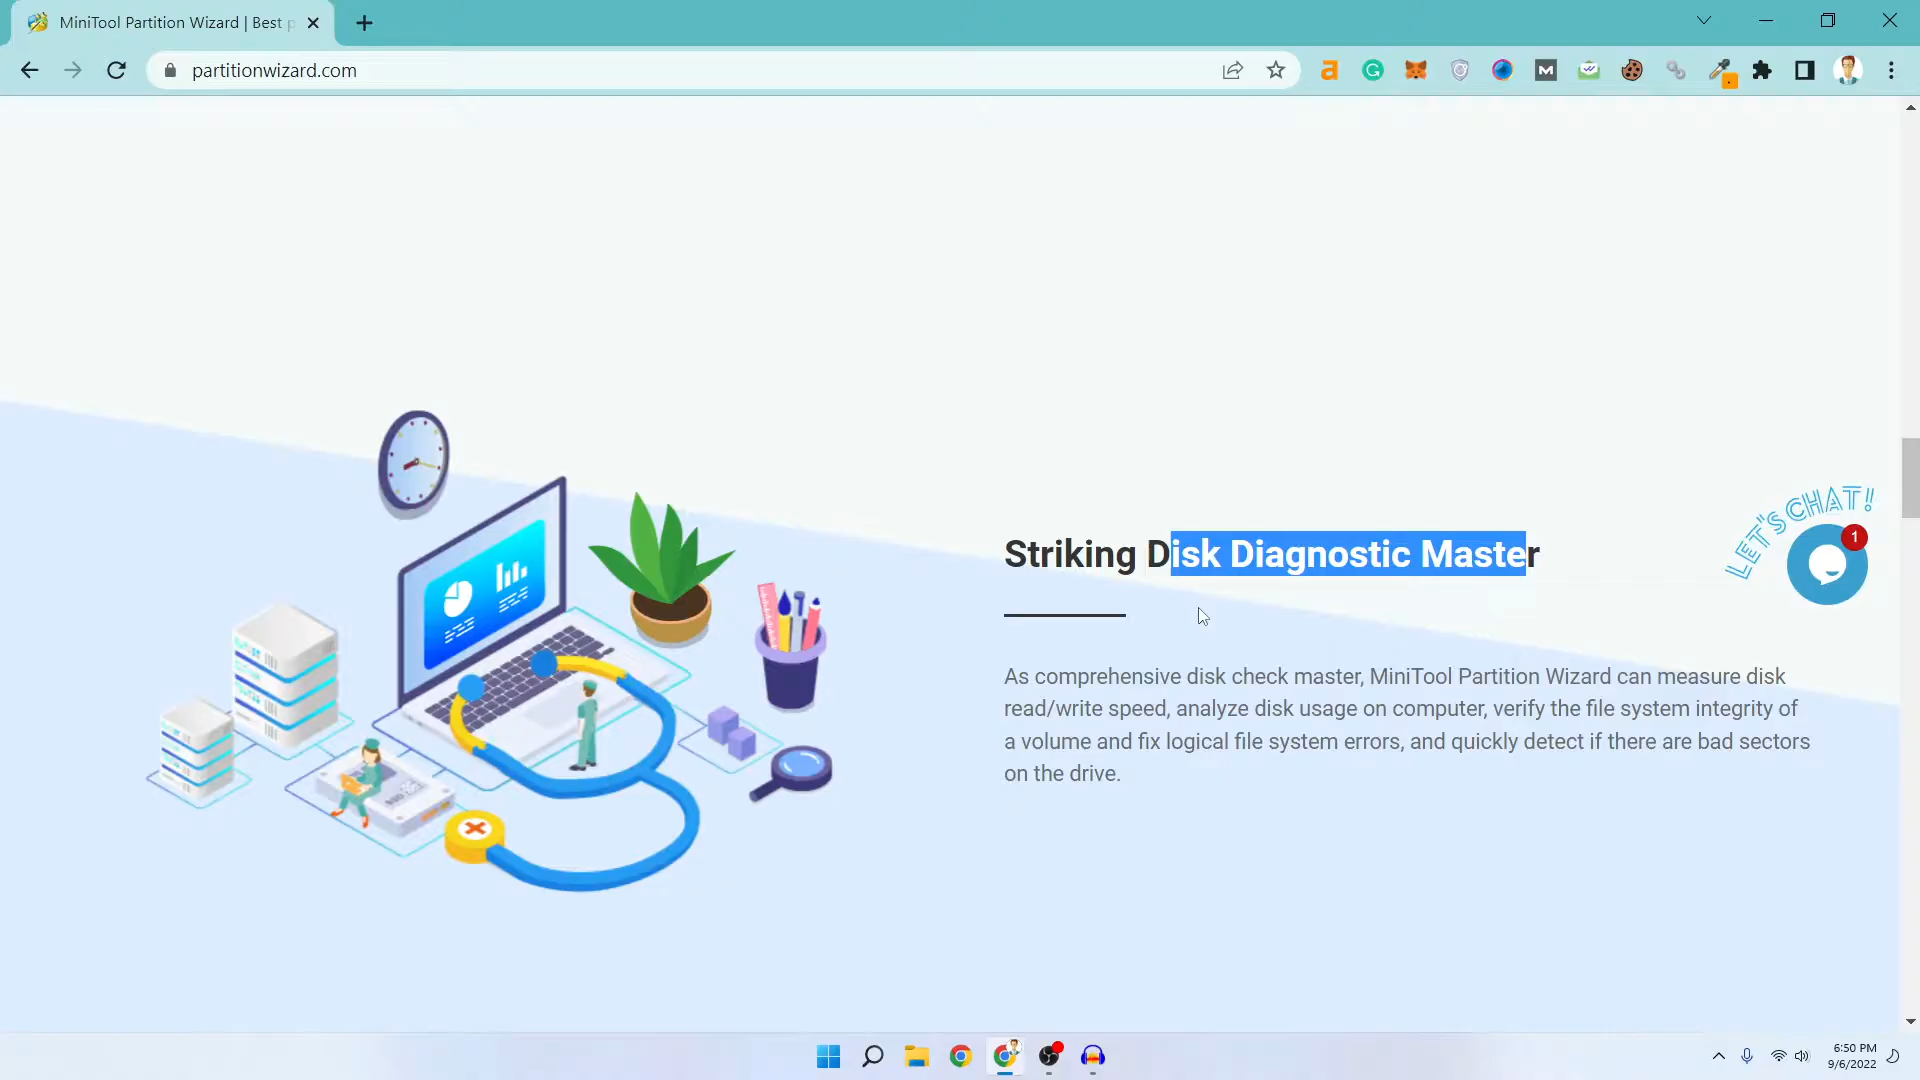 MiniTool Partition Wizard | Best p
partitionwizard.com
LET'S CHAT!
1
Striking Disk Diagnostic Master
As comprehensive disk check master, MiniTool Partition Wizard can measure disk
read/write speed, analyze disk usage on computer, verify the file system integrity of
a volume and fix logical file system errors, and quickly detect if there are bad sectors
on the drive.
6:50 PM
9/6/2022